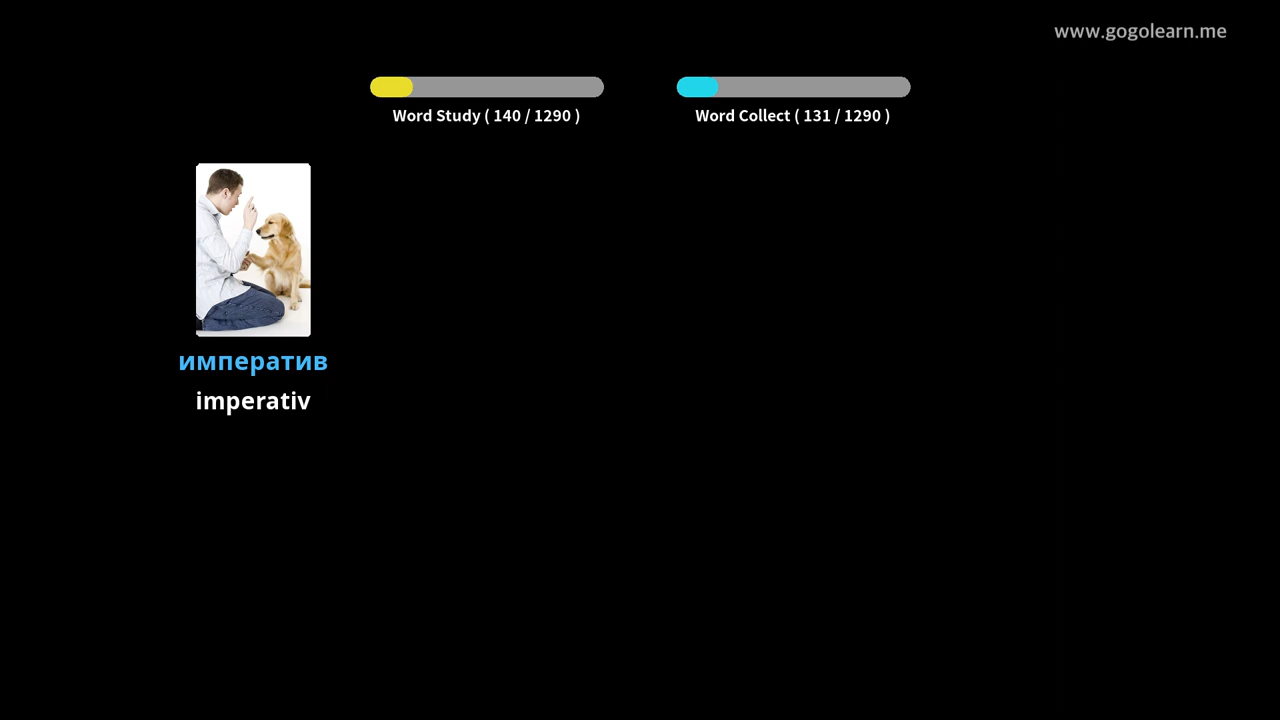 www.gogolearn.me
Word Study ( 140 / 1290 )
Word Collect ( 131 / 1290 )
императив
imperativ